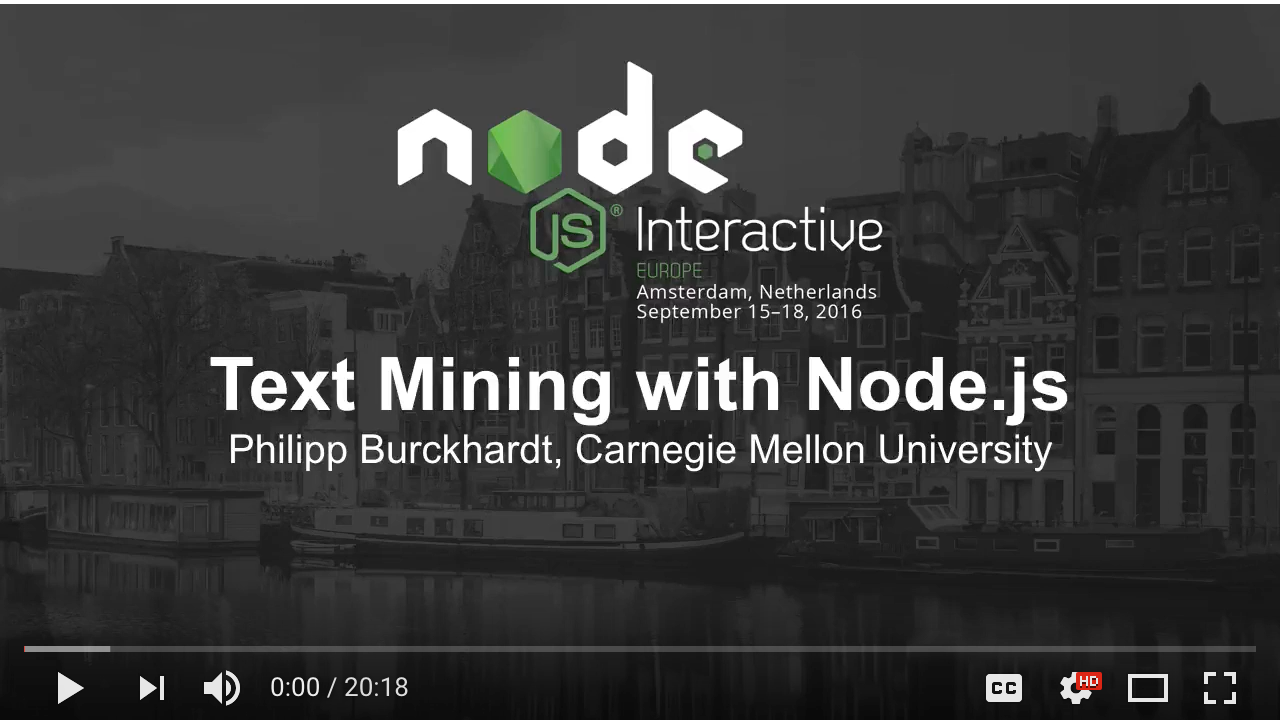 node
JS® Interactive
EUROPE
Amsterdam, Netherlands
September 15–18, 2016
Text Mining with Node.js
Philipp Burckhardt, Carnegie Mellon University
0:00 / 20:18
CC
HD